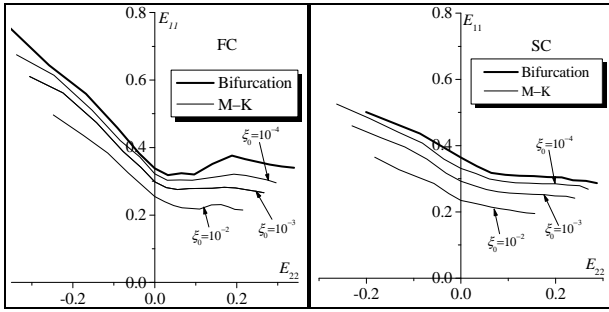 0.8
E11
FC
Bifurcation
M–K
0.6
0.4
ξ0=10⁻⁴
0.2
ξ0=10⁻²
ξ0=10⁻³
0.0
E22
-0.2
0.0
0.2
0.8
E11
SC
Bifurcation
M–K
0.6
0.4
ξ0=10⁻⁴
0.2
ξ0=10⁻²
ξ0=10⁻³
0.0
E22
-0.2
0.0
0.2